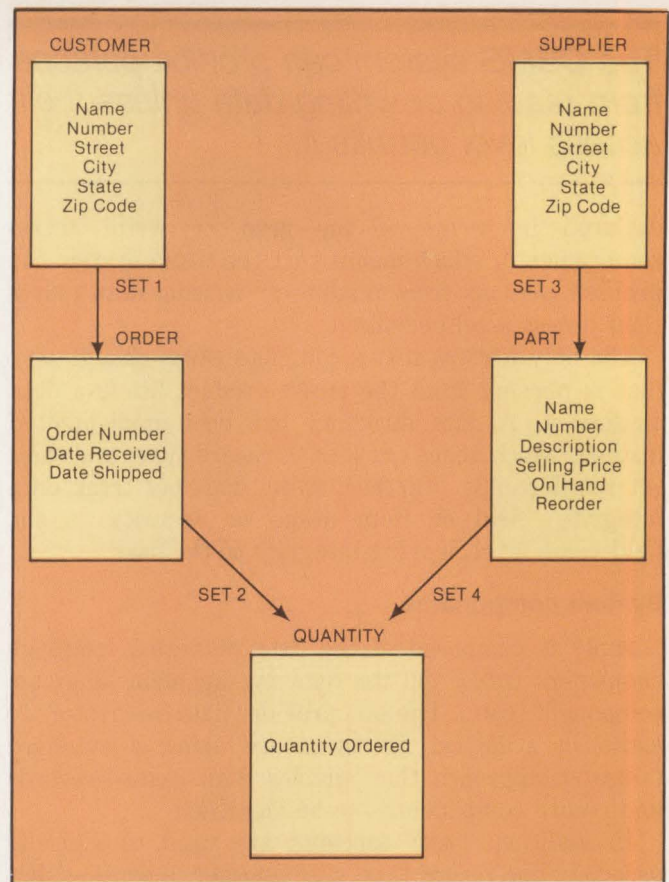 CUSTOMER
Name
Number
Street
City
State
Zip Code
SET 1
ORDER
Order Number
Date Received
Date Shipped
SET 2
SUPPLIER
Name
Number
Street
City
State
Zip Code
SET 3
PART
Name
Number
Description
Selling Price
On Hand
Reorder
SET 4
QUANTITY
Quantity Ordered